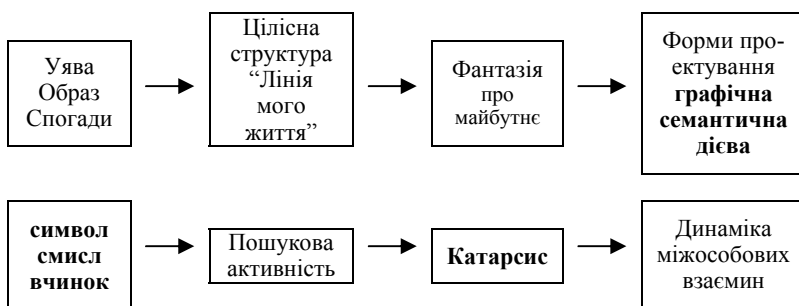 Уява
Образ
Спогади
Цілісна
структура
“Лінія
мого
життя”
Фантазія
про
майбутнє
Форми про-
ектування
графічна
семантична
дієва
символ
смисл
вчинок
Пошукова
активність
Катарсис
Динаміка
міжособових
взаємин